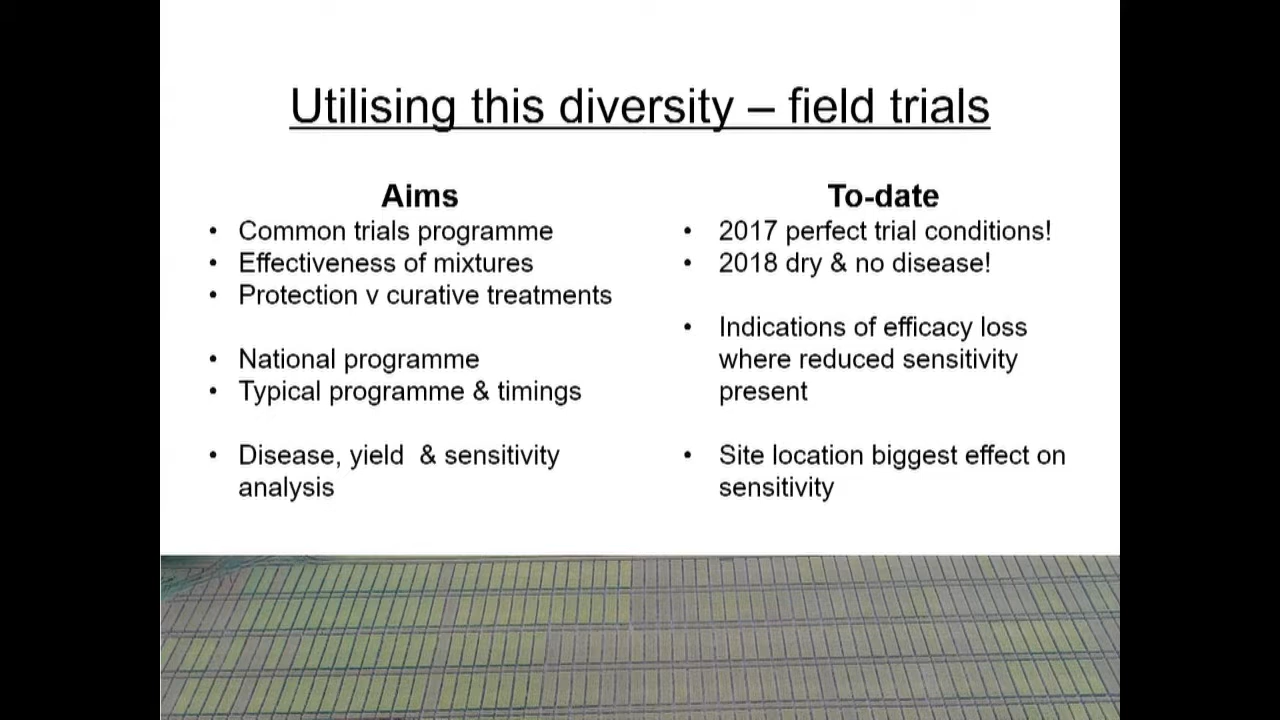 Utilising this diversity – field trials
Aims
• Common trials programme
• Effectiveness of mixtures
• Protection v curative treatments
• National programme
• Typical programme & timings
• Disease, yield  & sensitivity
analysis
To-date
• 2017 perfect trial conditions!
• 2018 dry & no disease!
• Indications of efficacy loss
where reduced sensitivity
present
• Site location biggest effect on
sensitivity